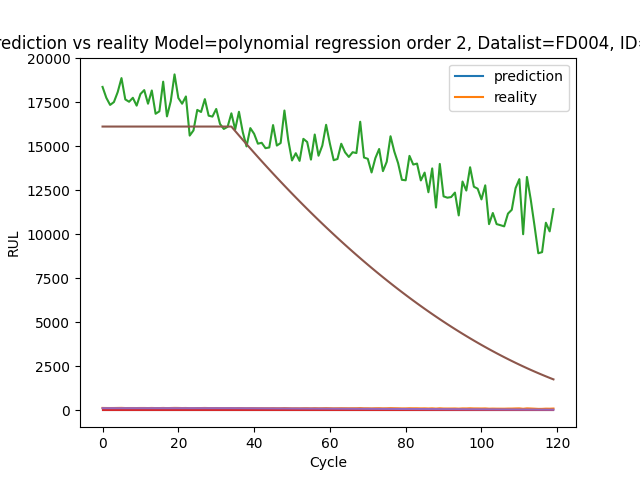 rediction vs reality Model=polynomial regression order 2, Datalist=FD004, ID=
20000
17500
15000
12500
10000
7500
5000
2500
0
RUL
prediction
reality
0 20 40 60 80 100 120
Cycle